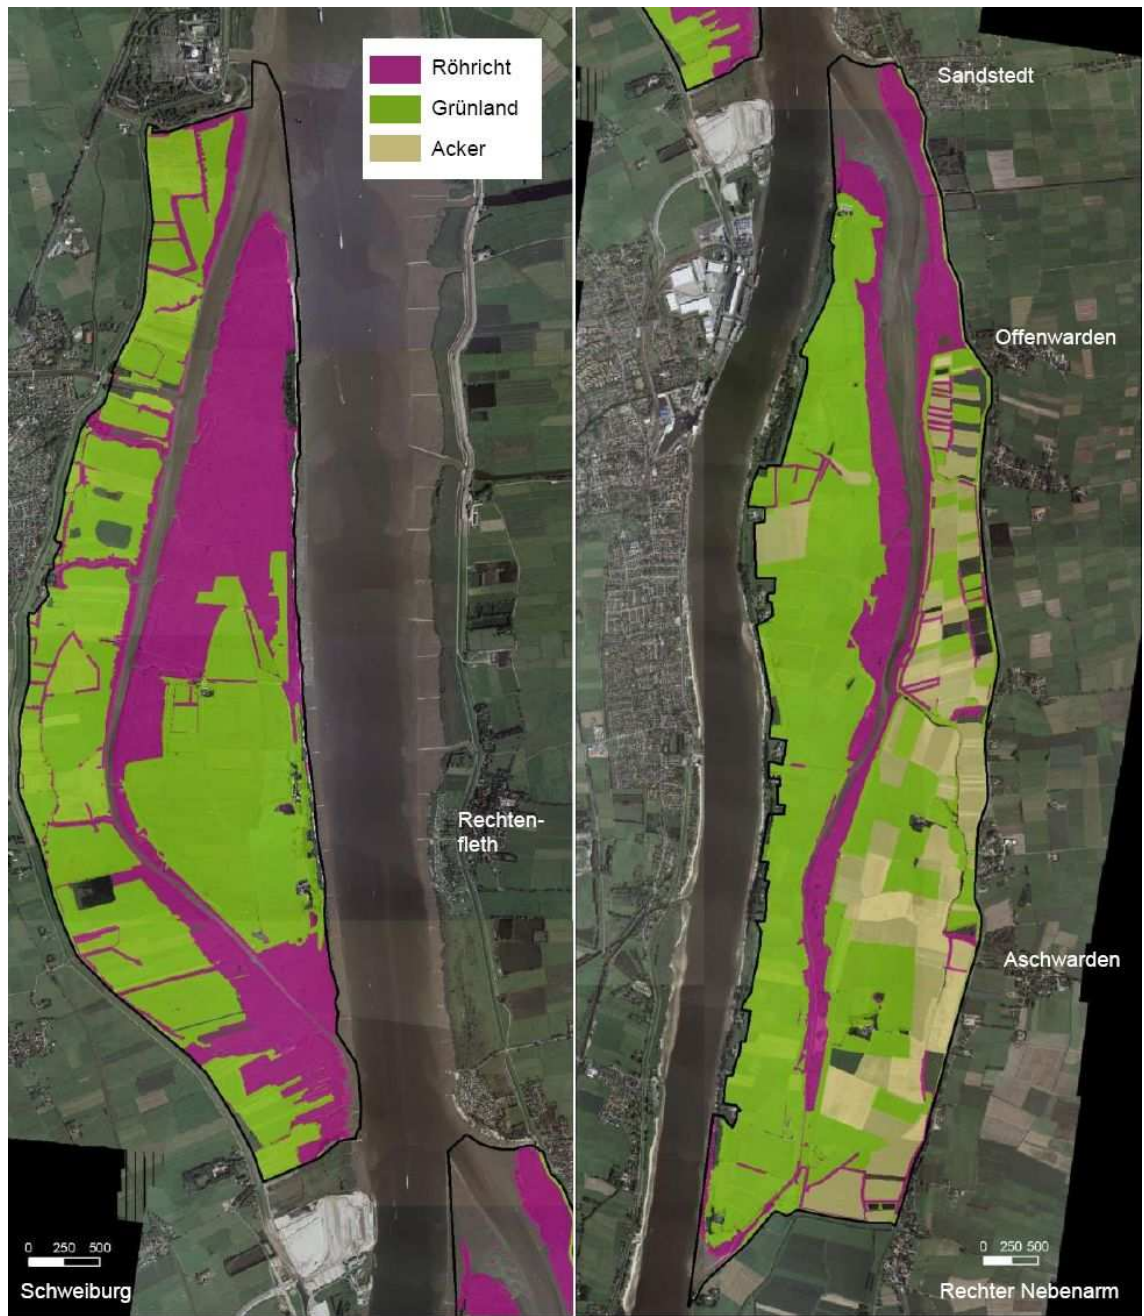 Röhricht
Grünland
Acker
Rechten-
fleth
0 250 500
Schweiburg
Sandstedt
Offenwarden
Aschwarden
0 250 500
Rechter Nebenarm